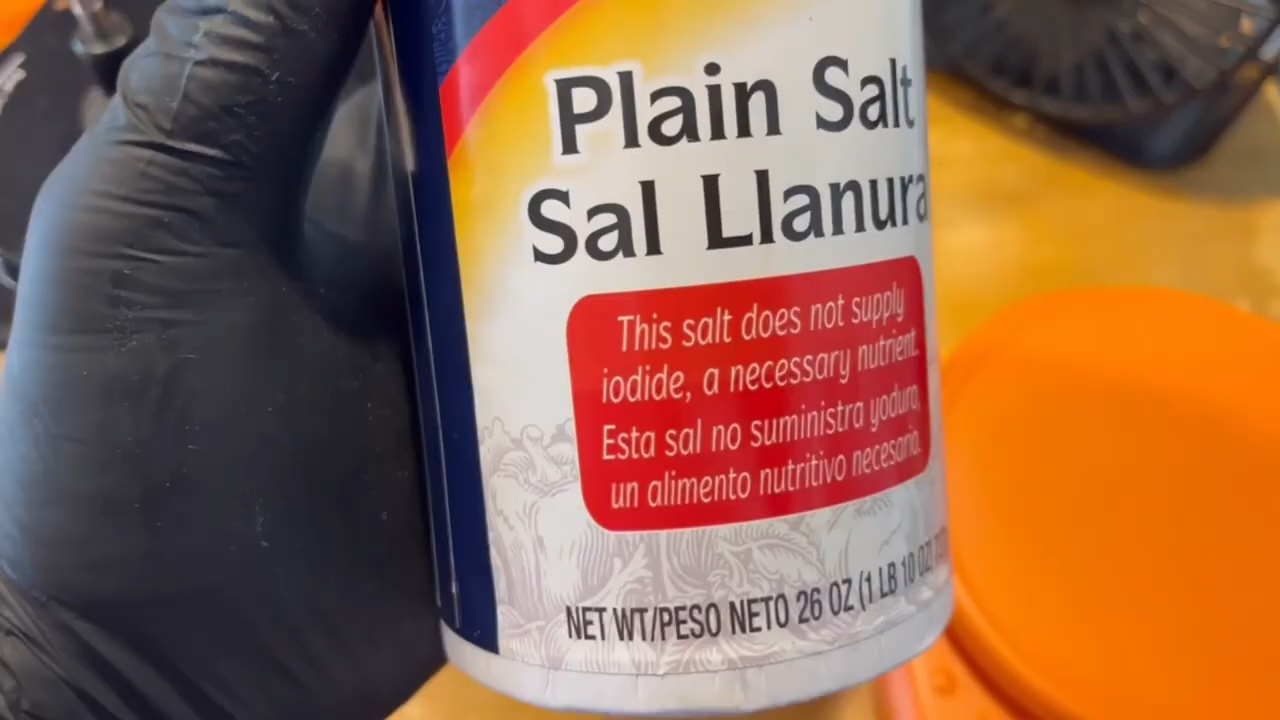 Plain Salt
Sal Llanura
This salt does not supply
iodide, a necessary nutrient.
Esta sal no suministra yoduro,
un alimento nutritivo necesario.
NET WT/PESO NETO 26 OZ (1 LB 10 OZ)